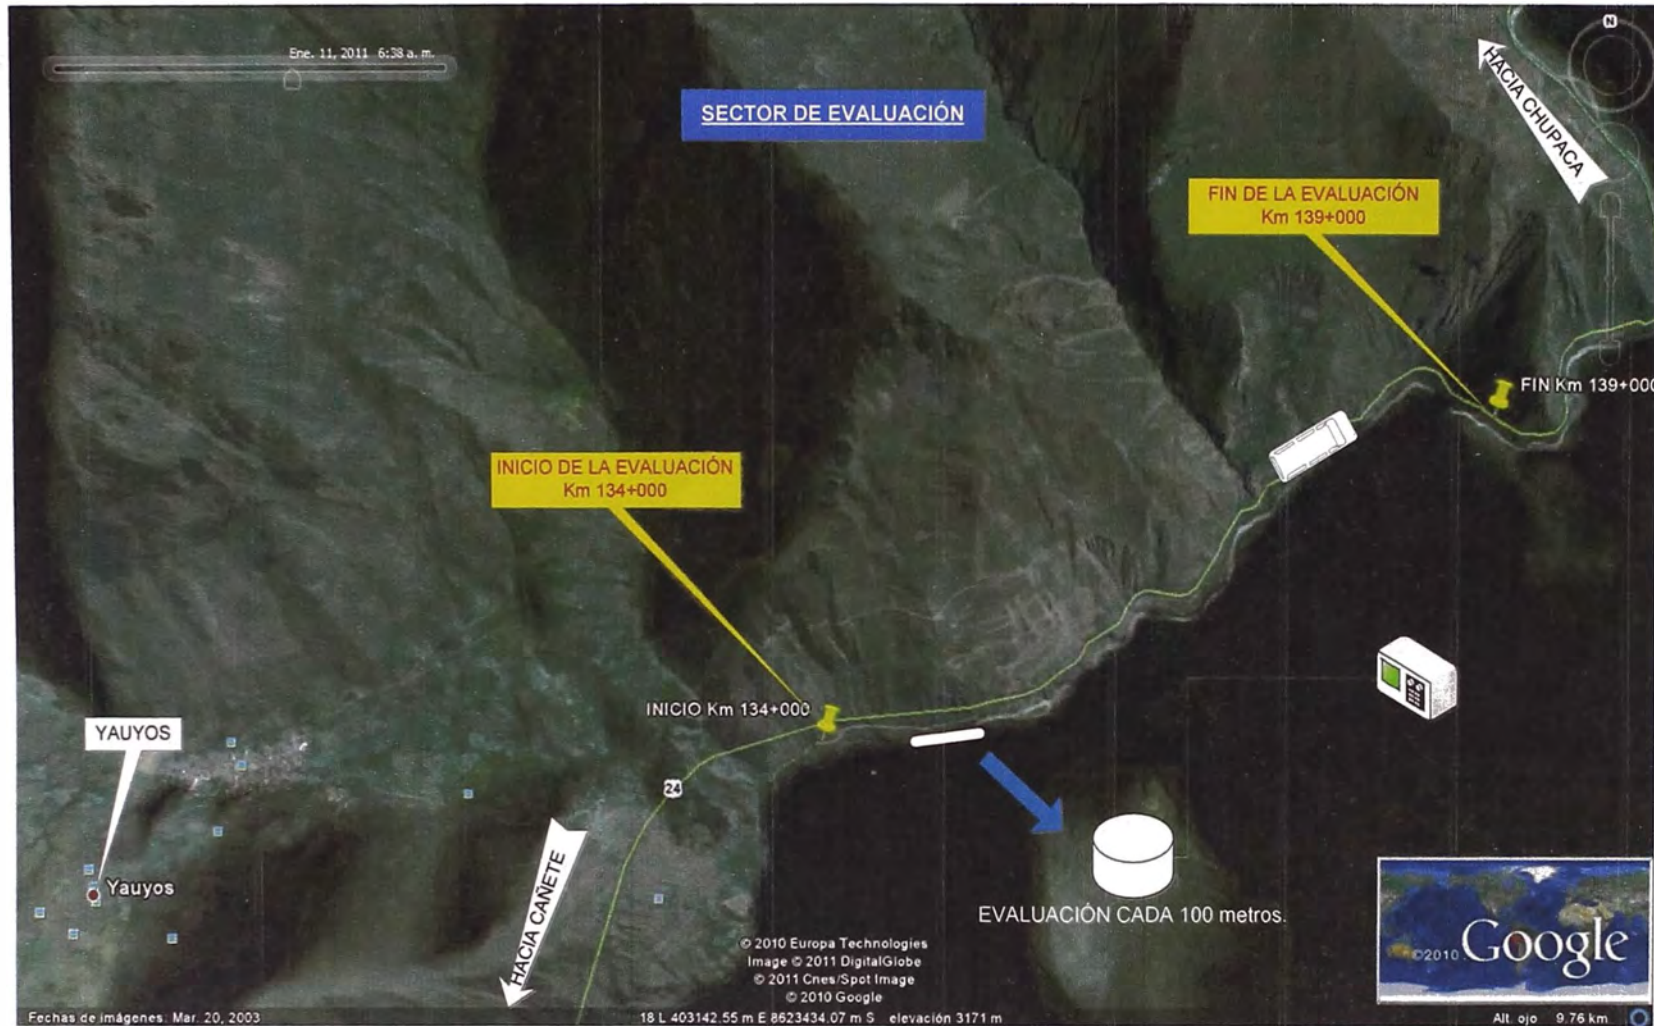 Ene. 11, 2011 6:38 a. m.
N
SECTOR DE EVALUACIÓN
HACIA CHUPACA
FIN DE LA EVALUACIÓN
Km 139+000
FIN Km 139+000
INICIO DE LA EVALUACIÓN
Km 134+000
INICIO Km 134+000
YAUYOS
24
Yauyos
HACIA CAÑETE
EVALUACIÓN CADA 100 metros.
© 2010 Europa Technologies
Image © 2011 DigitalGlobe
© 2011 Cnes/Spot Image
© 2010 Google
©2010 Google
Fechas de imágenes: Mar. 20, 2003
18 L 403142.55 m E 8623434.07 m S elevación 3171 m
Alt. ojo 9.76 km